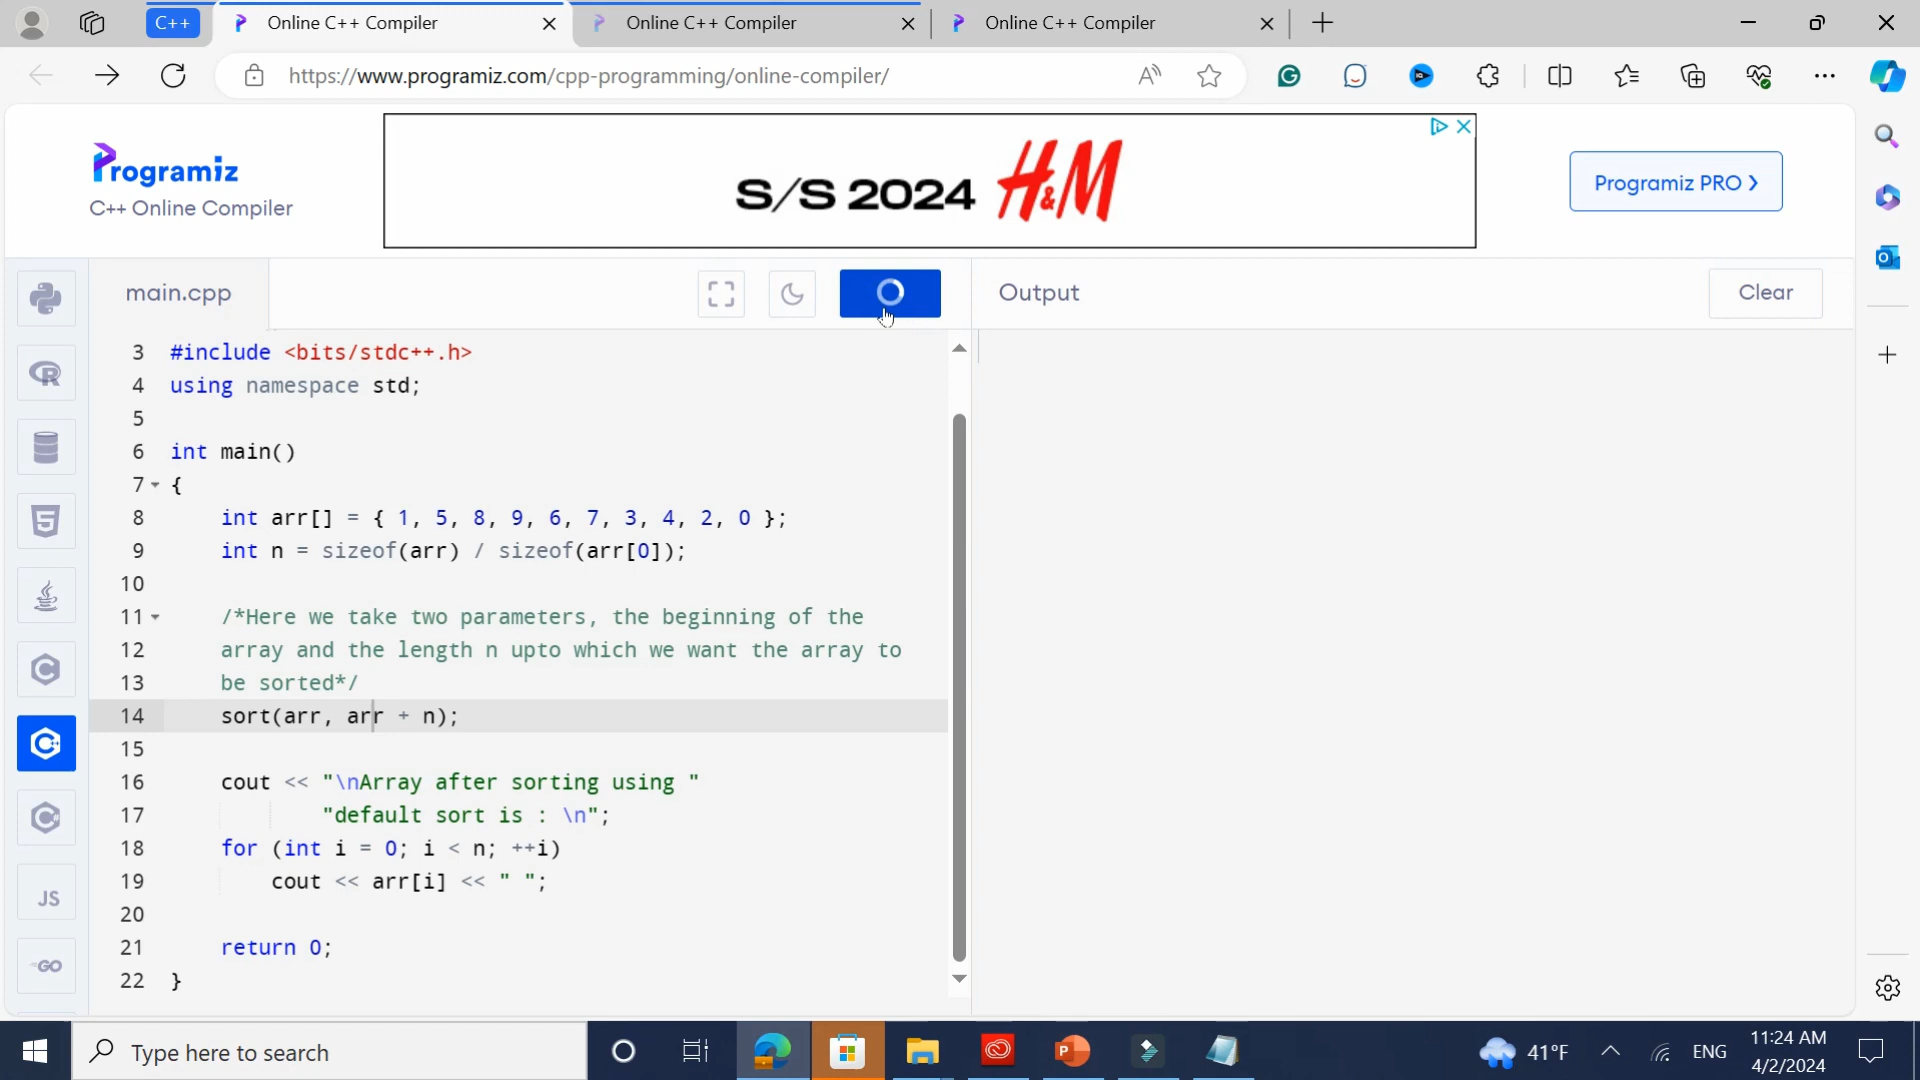 C++ Online C++ Compiler Online C++ Compiler Online C++ Compiler
https://www.programiz.com/cpp-programming/online-compiler/
Programiz
C++ Online Compiler
S/S 2024 H&M
Programiz PRO
main.cpp
Output
Clear
3 #include <bits/stdc++.h>
4 using namespace std;
5
6 int main()
7 {
8 int arr[] = { 1, 5, 8, 9, 6, 7, 3, 4, 2, 0 };
9 int n = sizeof(arr) / sizeof(arr[0]);
10
11 /*Here we take two parameters, the beginning of the
12 array and the length n upto which we want the array to
13 be sorted*/
14 sort(arr, arr + n);
15
16 cout << "\nArray after sorting using "
17 "default sort is : \n";
18 for (int i = 0; i < n; ++i)
19 cout << arr[i] << " ";
20
21 return 0;
22 }
JS
GO
Type here to search
41°F
ENG
11:24 AM
4/2/2024